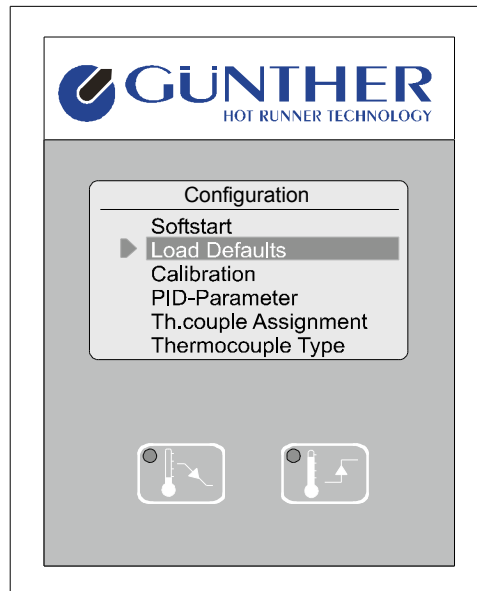 GÜNTHER
HOT RUNNER TECHNOLOGY
Configuration
Softstart
Load Defaults
Calibration
PID-Parameter
Th.couple Assignment
Thermocouple Type